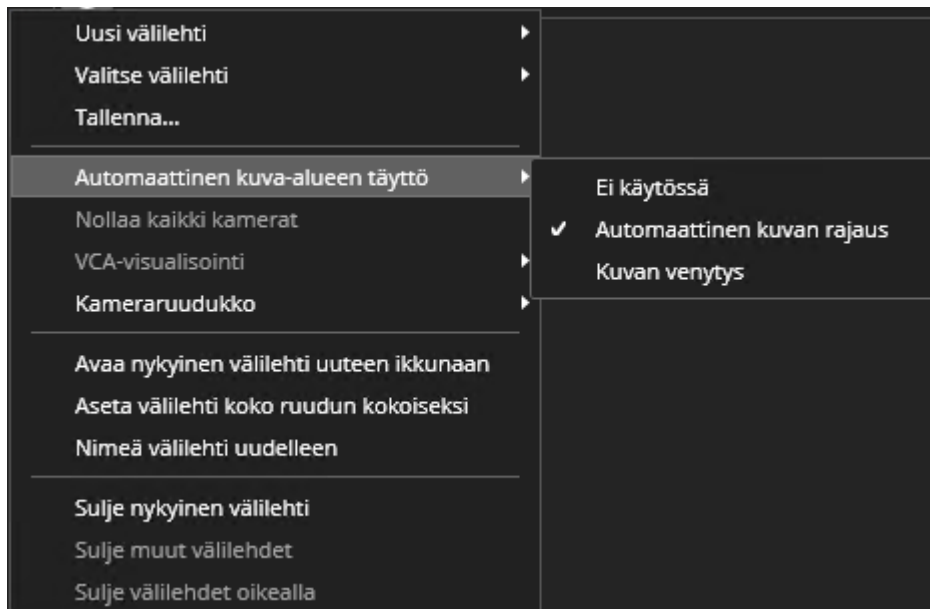 Uusi välilehti
Valitse välilehti
Tallenna...
Automaattinen kuva-alueen täyttö
Nollaa kaikki kamerat
VCA-visualisointi
Kameraruudukko
Avaa nykyinen välilehti uuteen ikkunaan
Aseta välilehti koko ruudun kokoiseksi
Nimeä välilehti uudelleen
Sulje nykyinen välilehti
Sulje muut välilehdet
Sulje välilehdet oikealla
Ei käytössä
Automaattinen kuvan rajaus
Kuvan venytys